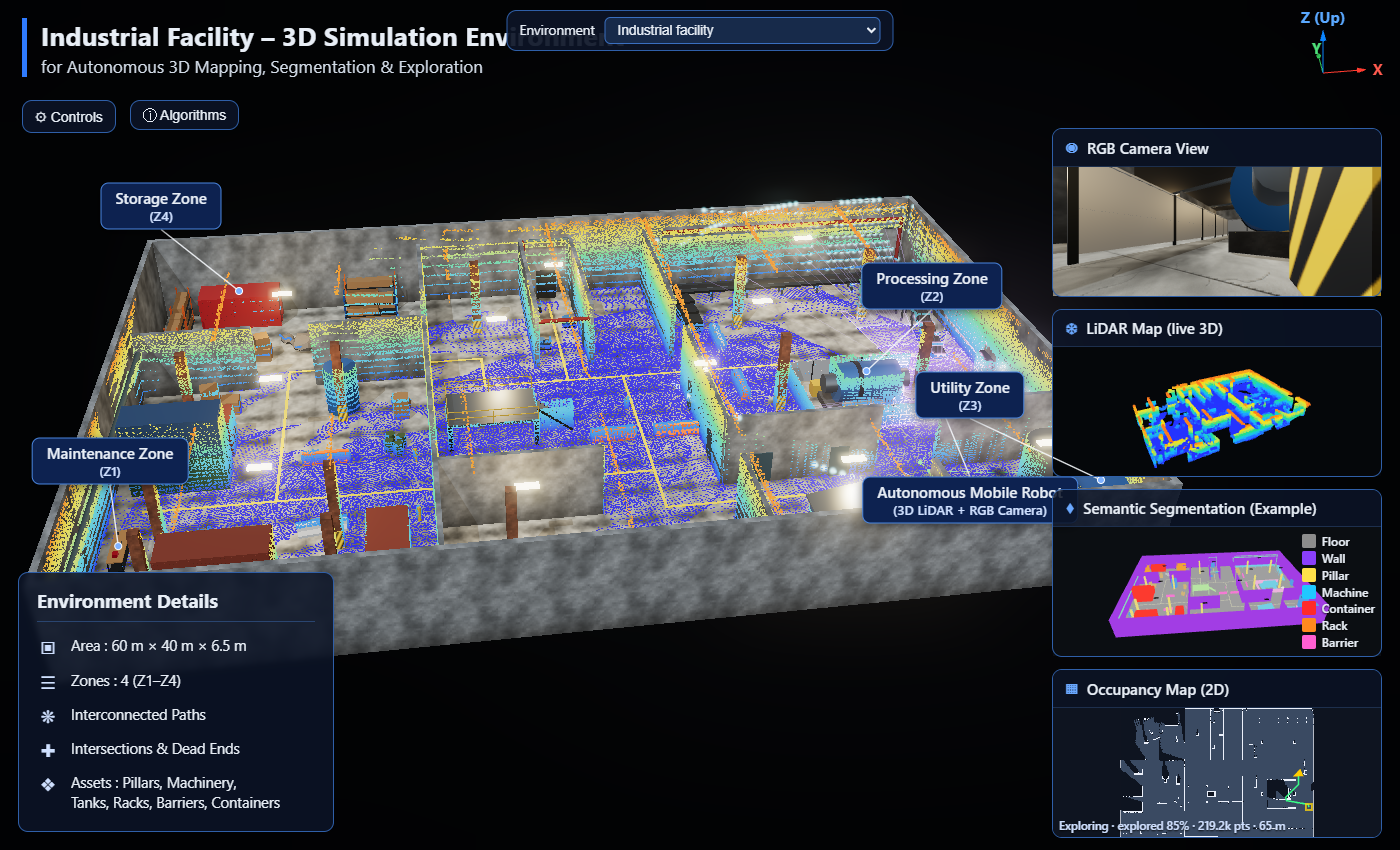 Industrial Facility – 3D Simulation Environment
for Autonomous 3D Mapping, Segmentation & Exploration
Environment
Industrial facility
Z (Up)
Y
X
Controls
Algorithms
Storage Zone
(Z4)
Processing Zone
(Z2)
Utility Zone
(Z3)
Maintenance Zone
(Z1)
Autonomous Mobile Robot
(3D LiDAR + RGB Camera)
Environment Details
Area : 60 m × 40 m × 6.5 m
Zones : 4 (Z1–Z4)
Interconnected Paths
Intersections & Dead Ends
Assets : Pillars, Machinery,
Tanks, Racks, Barriers, Containers
RGB Camera View
LiDAR Map (live 3D)
Semantic Segmentation (Example)
Floor
Wall
Pillar
Machine
Container
Rack
Barrier
Occupancy Map (2D)
Exploring · explored 85% · 219.2k pts · 65 m